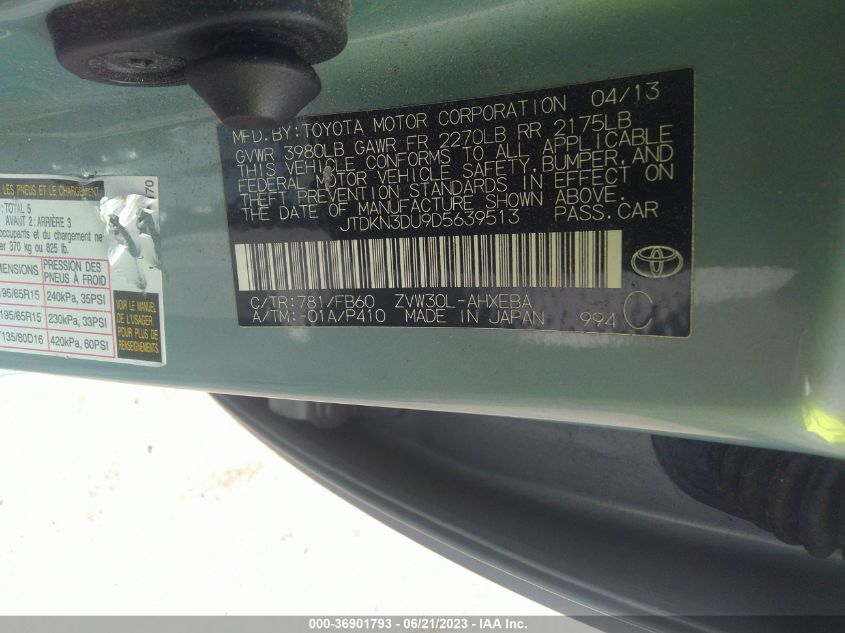 MFD. BY: TOYOTA MOTOR CORPORATION 04/13
GVWR 3980LB GAWR FR 2270LB RR 2175LB
THIS VEHICLE CONFORMS TO ALL APPLICABLE
FEDERAL MOTOR VEHICLE SAFETY, BUMPER, AND
THEFT PREVENTION STANDARDS IN EFFECT ON
THE DATE OF MANUFACTURE SHOWN ABOVE.
JTDKN3DU9D5639513 PASS. CAR
C/TR: 781/FB60 ZVW30L-AHXEBA
A/TM: -01A/P410 MADE IN JAPAN 994 C
LES PNEUS ET LE CHARGEMENT
: TOTAL 5
AVANT 2: ARRIÈRE 3
occupants et du chargement ne
er 370 kg ou 825 lb.
MENSIONS PRESSION DES PNEUS À FROID
195/65R15 240kPa, 35PSI
195/65R15 230kPa, 33PSI
T135/80D16 420kPa, 60PSI
VOIR LE MANUEL
DE L'USAGER
POUR PLUS DE
RENSEIGNEMENTS
000-36901793 - 06/21/2023 - IAA Inc.